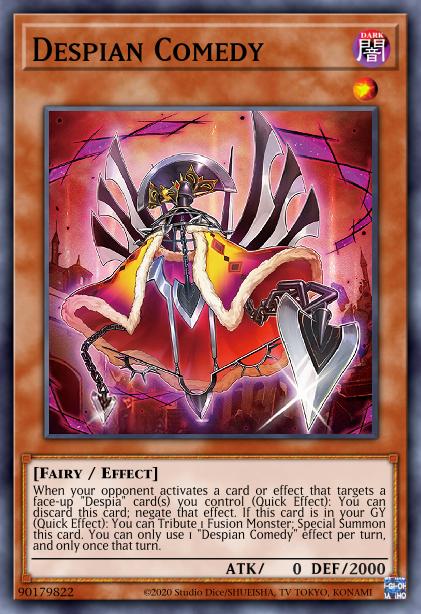 DESPIAN COMEDY
DARK
闇
[FAIRY / EFFECT]
When your opponent activates a card or effect that targets a
face-up "Despia" card(s) you control (Quick Effect): You can
discard this card; negate that effect. If this card is in your GY
(Quick Effect): You can Tribute 1 Fusion Monster; Special Summon
this card. You can only use 1 "Despian Comedy" effect per turn,
and only once that turn.
ATK/ 0 DEF/2000
90179822 ©2020 Studio Dice/SHUEISHA, TV TOKYO, KONAMI